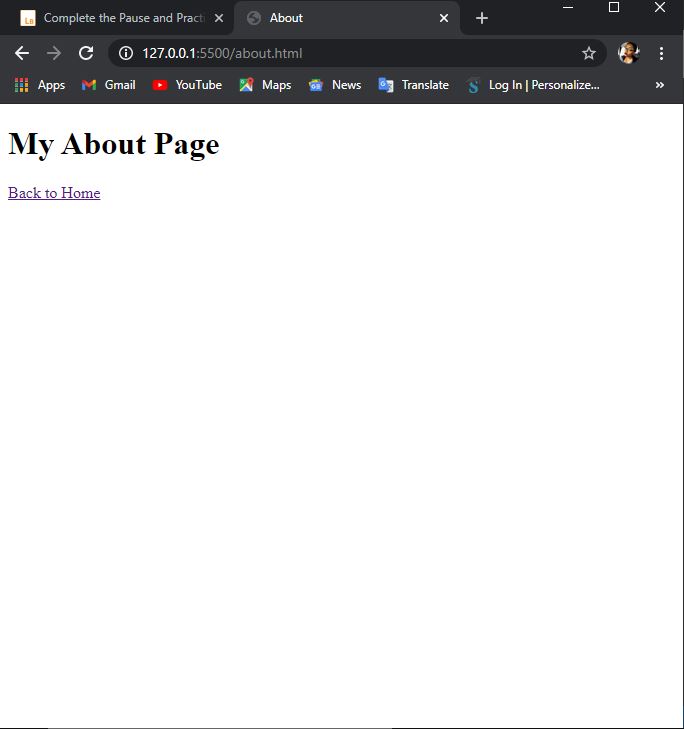 Complete the Pause and Practi
About
127.0.0.1:5500/about.html
Apps Gmail YouTube Maps News Translate Log In | Personalize... »
My About Page
Back to Home